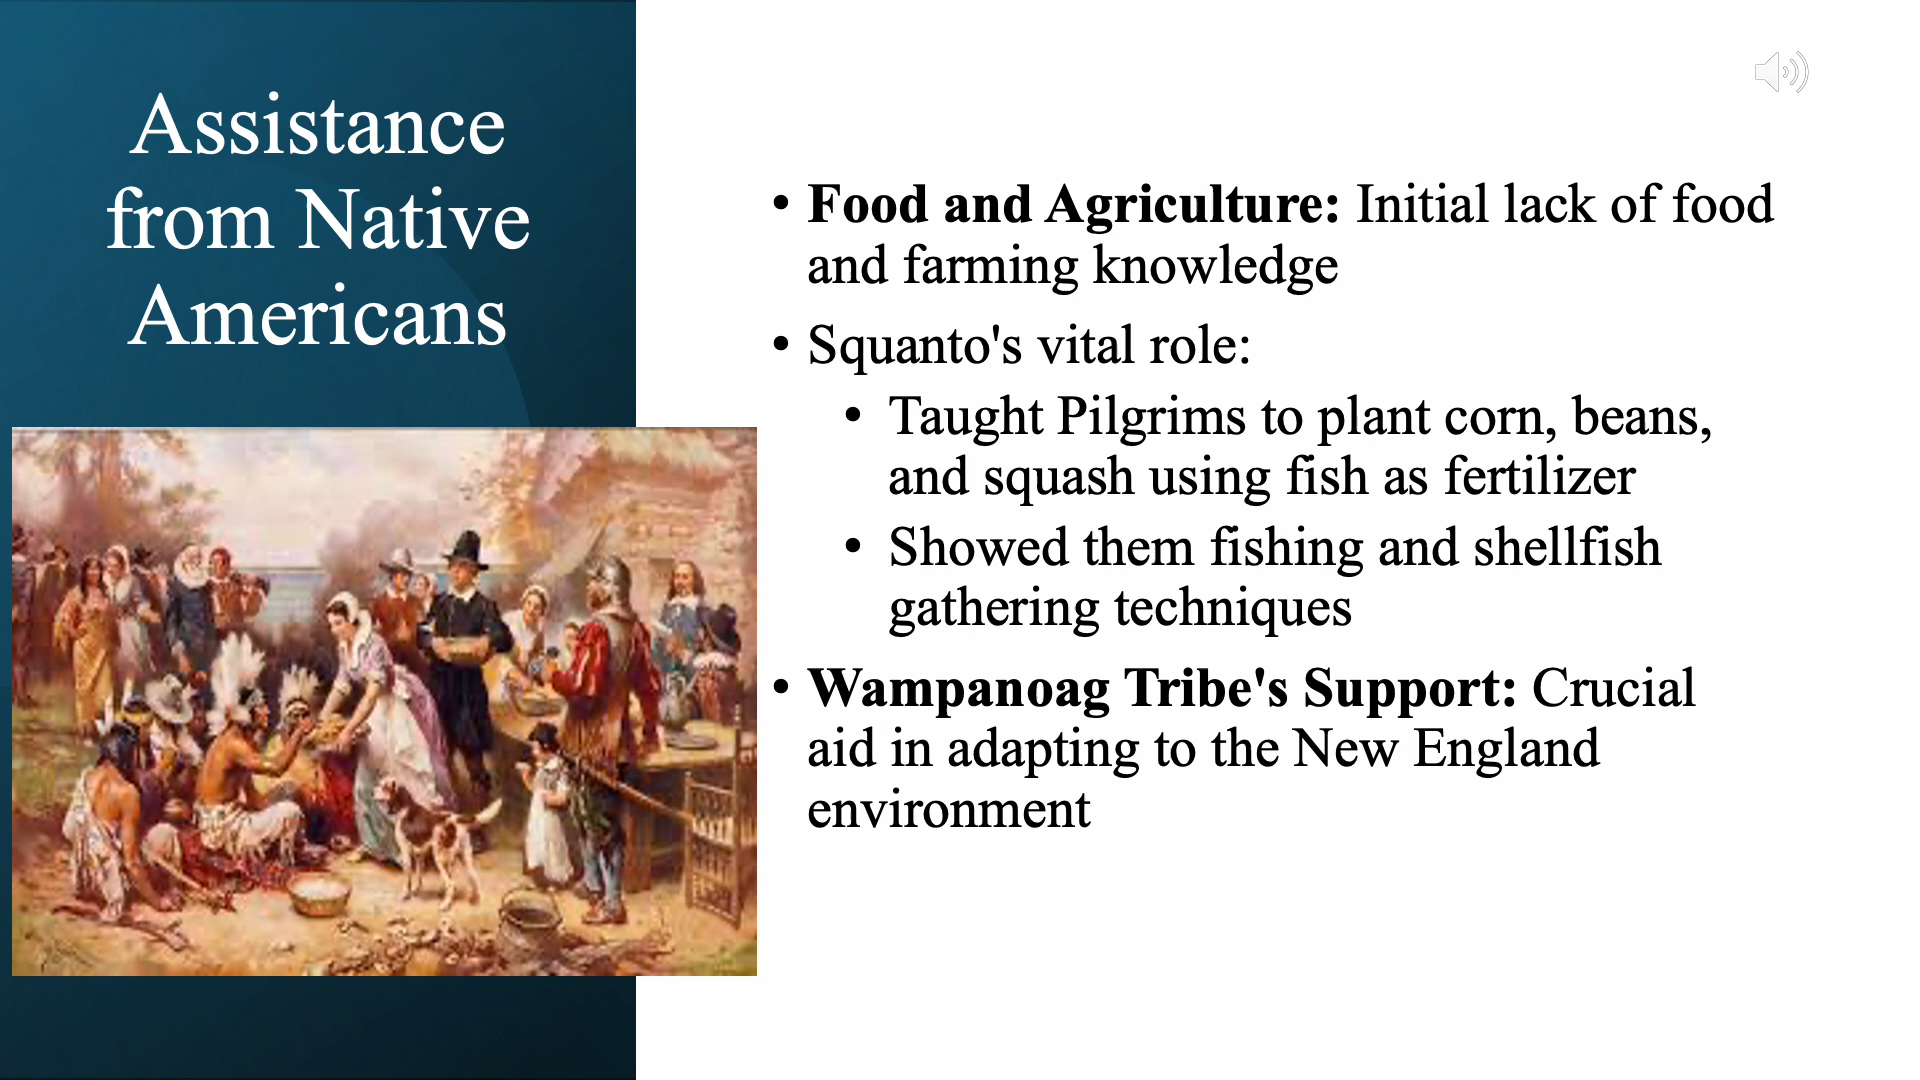 Assistance
from Native
Americans
• Food and Agriculture: Initial lack of food
and farming knowledge
• Squanto's vital role:
• Taught Pilgrims to plant corn, beans,
and squash using fish as fertilizer
• Showed them fishing and shellfish
gathering techniques
• Wampanoag Tribe's Support: Crucial
aid in adapting to the New England
environment